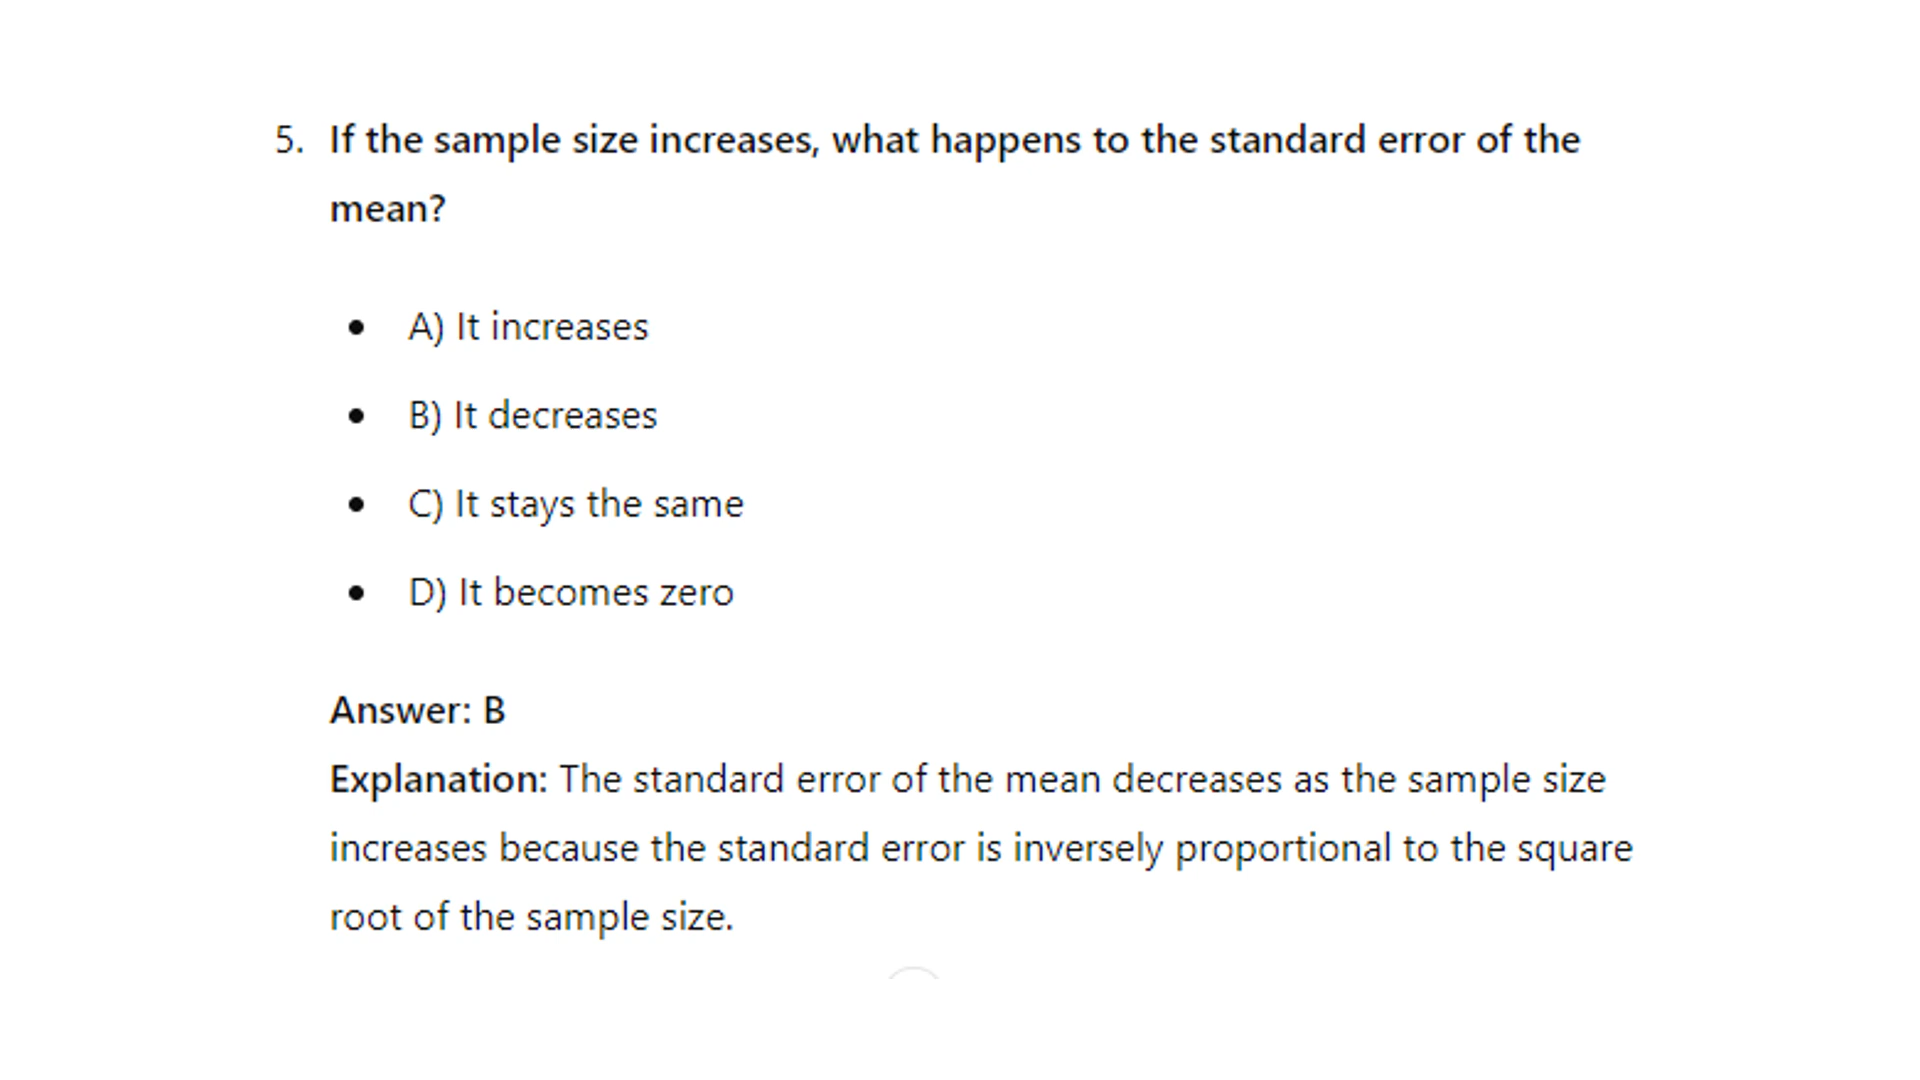 5. If the sample size increases, what happens to the standard error of the
mean?
• A) It increases
• B) It decreases
• C) It stays the same
• D) It becomes zero
Answer: B
Explanation: The standard error of the mean decreases as the sample size
increases because the standard error is inversely proportional to the square
root of the sample size.